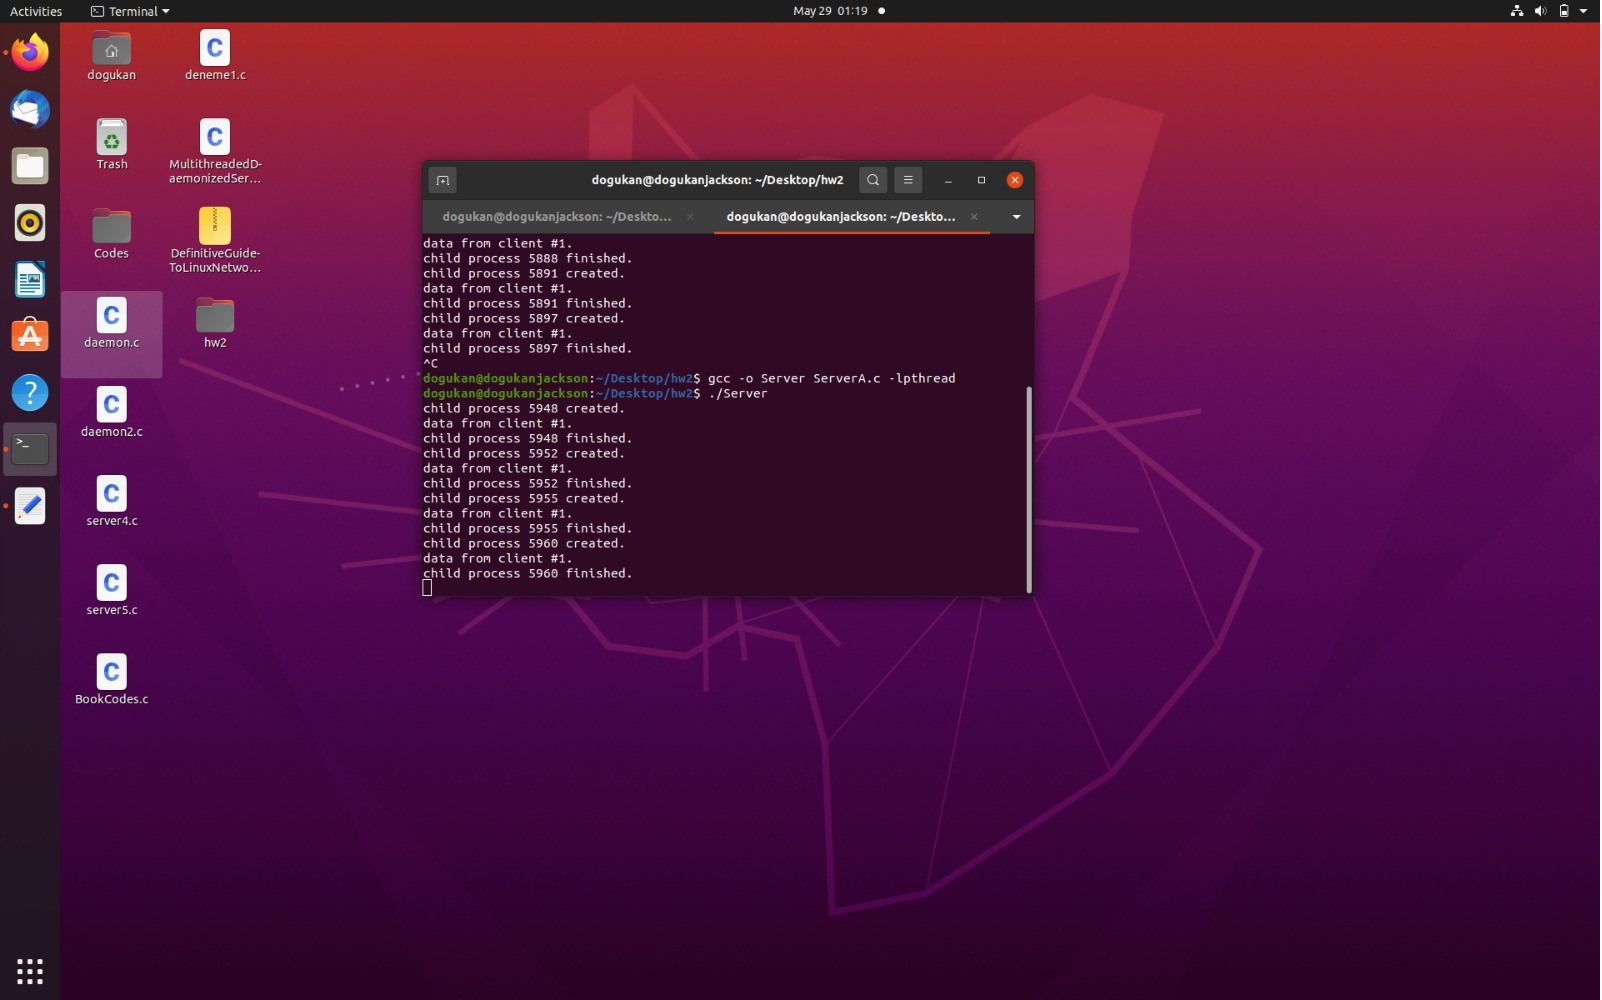 Activities
Terminal
May 29 01:19
dogukan
deneme1.c
Trash
MultithreadedD-
aemonizedSer...
Codes
DefinitiveGuide-
ToLinuxNetwo...
daemon.c
hw2
daemon2.c
server4.c
server5.c
BookCodes.c
dogukan@dogukanjackson: ~/Desktop/hw2
dogukan@dogukanjackson: ~/Deskto...
dogukan@dogukanjackson: ~/Deskto...
data from client #1.
child process 5888 finished.
child process 5891 created.
data from client #1.
child process 5891 finished.
child process 5897 created.
data from client #1.
child process 5897 finished.
^C
dogukan@dogukanjackson:~/Desktop/hw2$ gcc -o Server ServerA.c -lpthread
dogukan@dogukanjackson:~/Desktop/hw2$ ./Server
child process 5948 created.
data from client #1.
child process 5948 finished.
child process 5952 created.
data from client #1.
child process 5952 finished.
child process 5955 created.
data from client #1.
child process 5955 finished.
child process 5960 created.
data from client #1.
child process 5960 finished.